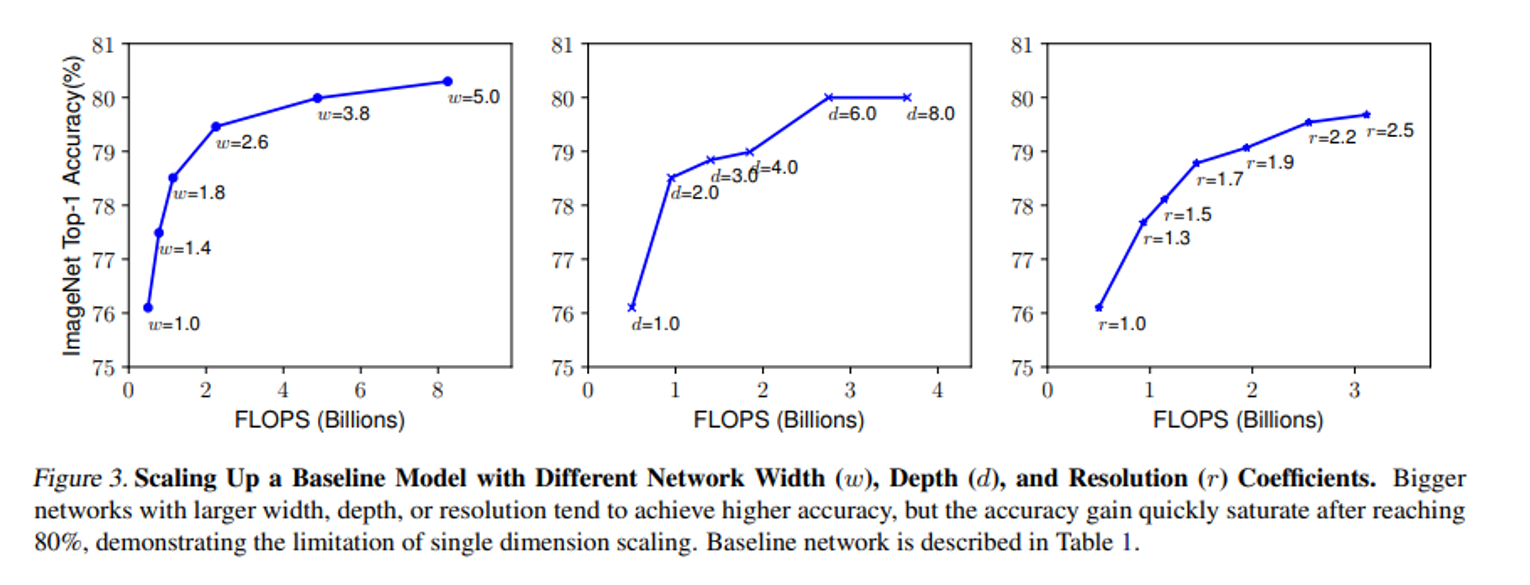 ImageNet Top-1 Accuracy(%)
81
80
79
78
77
76
75
w=1.0
w=1.4
w=1.8
w=2.6
w=3.8
w=5.0
0 2 4 6 8
FLOPS (Billions)
81
80
79
78
77
76
75
d=1.0
d=2.0
d=3.0
d=4.0
d=6.0
d=8.0
0 1 2 3 4
FLOPS (Billions)
81
80
79
78
77
76
75
r=1.0
r=1.3
r=1.5
r=1.7
r=1.9
r=2.2
r=2.5
0 1 2 3
FLOPS (Billions)
Figure 3. Scaling Up a Baseline Model with Different Network Width (w), Depth (d), and Resolution (r) Coefficients. Bigger
networks with larger width, depth, or resolution tend to achieve higher accuracy, but the accuracy gain quickly saturate after reaching
80%, demonstrating the limitation of single dimension scaling. Baseline network is described in Table 1.